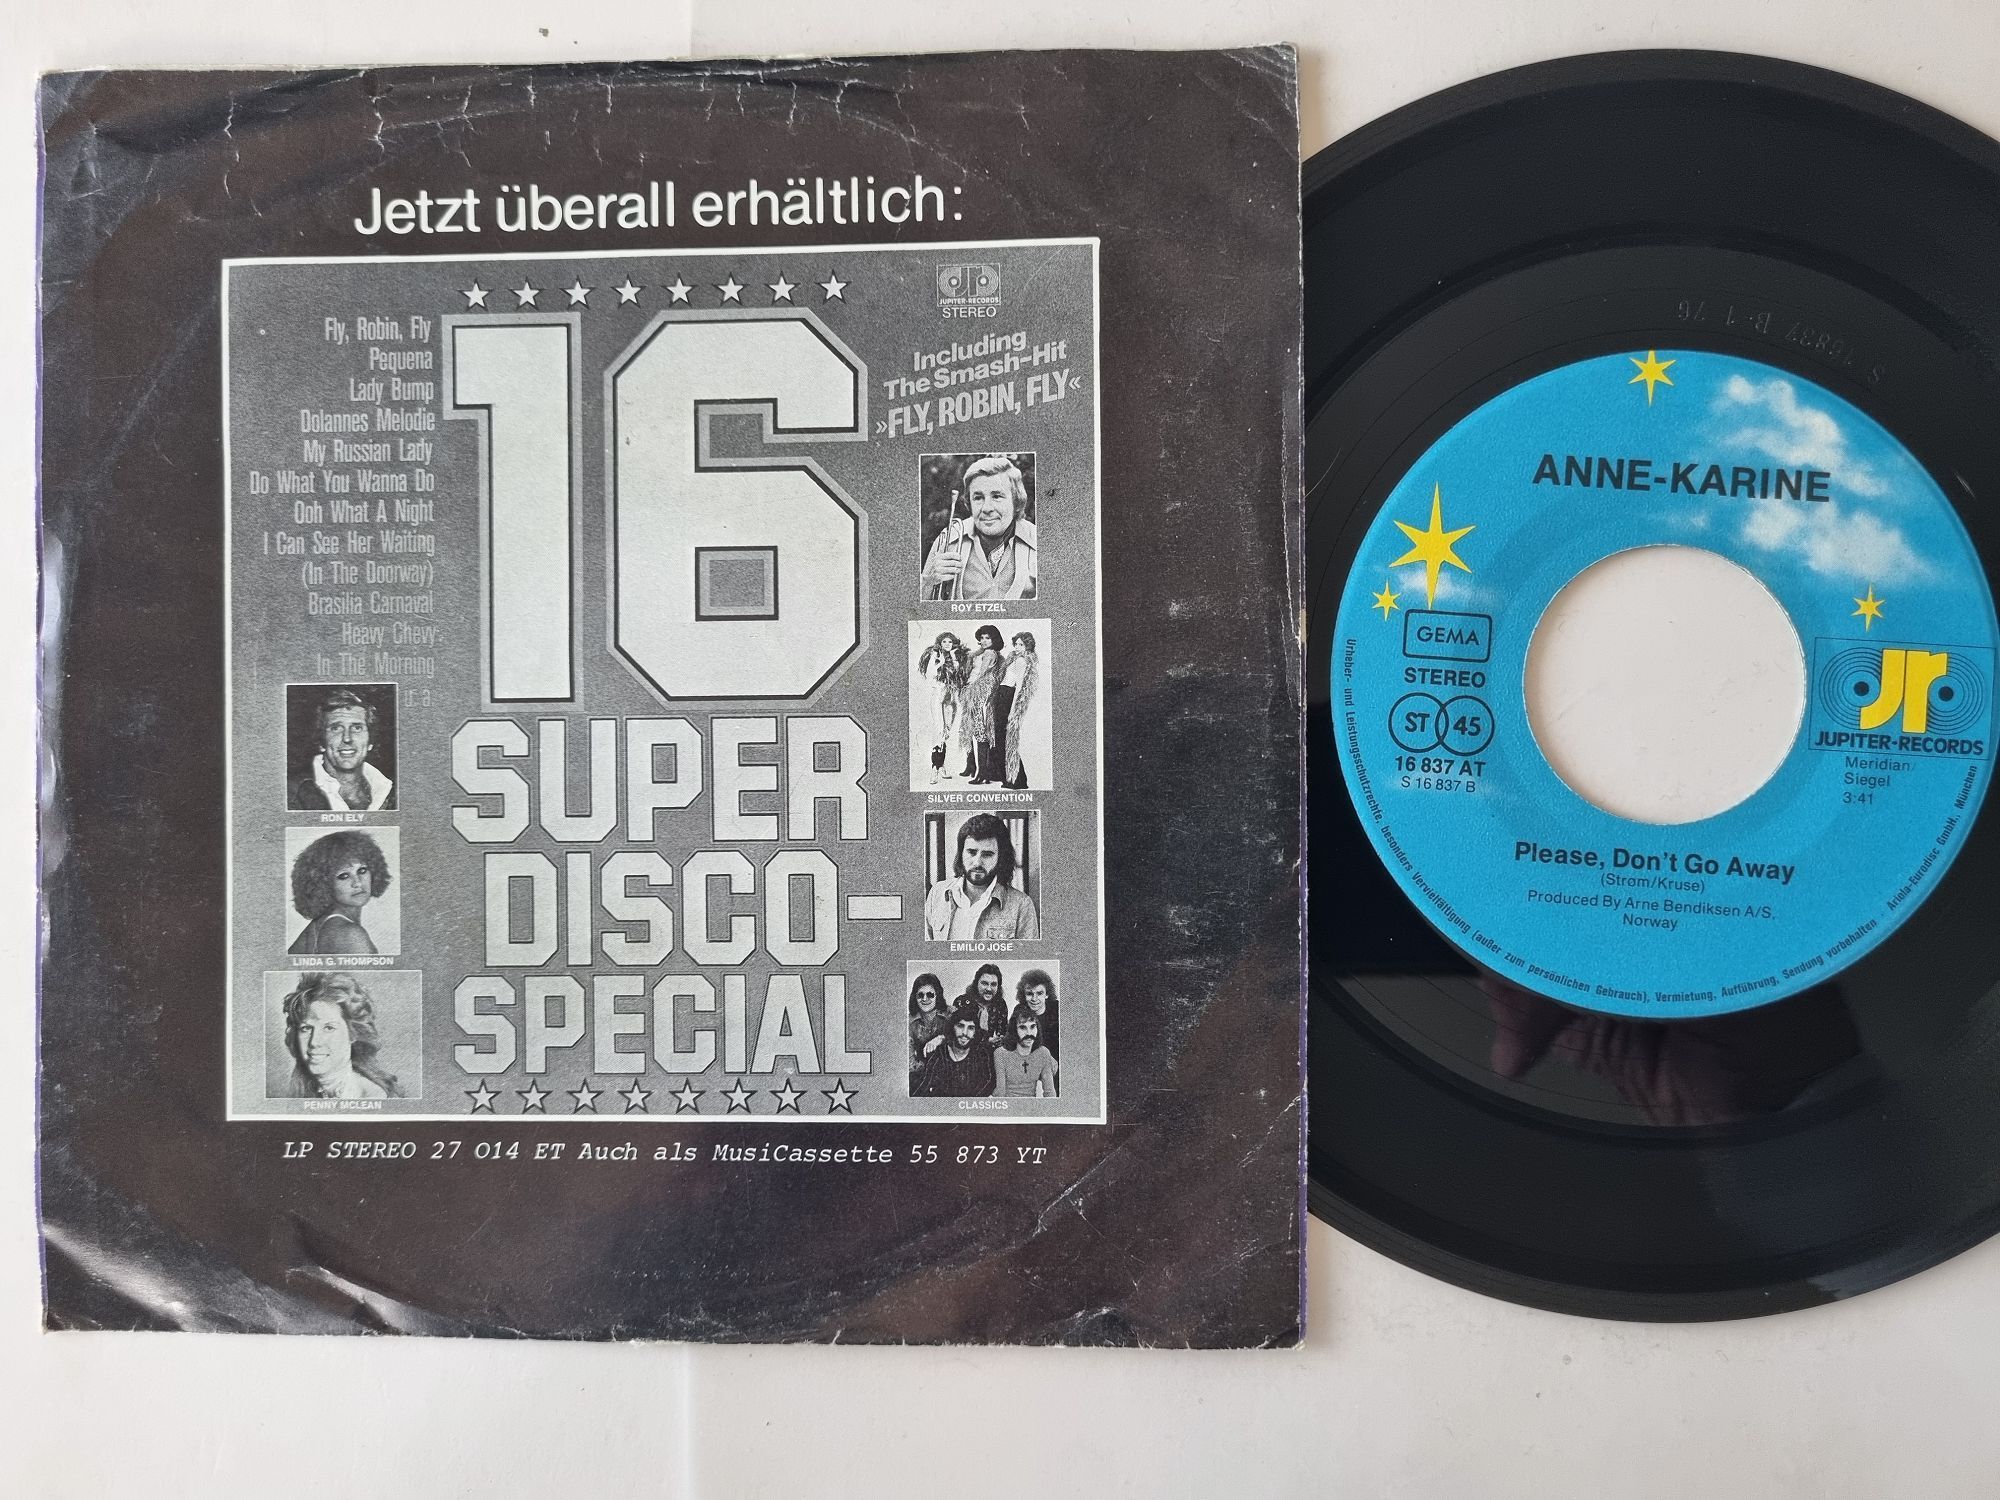 Jetzt überall erhältlich:
JUPITER-RECORDS
STEREO
Including
The Smash-Hit
»FLY, ROBIN, FLY«
Fly, Robin, Fly
Pequena
Lady Bump
Dolannes Melodie
My Russian Lady
Do What You Wanna Do
Ooh What A Night
I Can See Her Waiting
(In The Doorway)
Brasilia Carnaval
Heavy Chevy
In The Morning
u. a.
16
SUPER
DISCO-
SPECIAL
ROY ETZEL
SILVER CONVENTION
RON ELY
EMILIO JOSE
LINDA G. THOMPSON
PENNY MCLEAN
CLASSICS
LP STEREO 27 014 ET Auch als MusiCassette 55 873 YT
S 16837 B-1 76
ANNE-KARINE
GEMA
STEREO
ST 45
16 837 AT
S 16 837 B
JR
JUPITER-RECORDS
Meridian/
Siegel
3:41
Please, Don't Go Away
(Strøm/Kruse)
Produced By Arne Bendiksen A/S,
Norway
Urheber- und Leistungsschutzrechte, besonders Vervielfältigung (außer zum persönlichen Gebrauch), Vermietung, Aufführung, Sendung vorbehalten · Ariola-Eurodisc GmbH., München